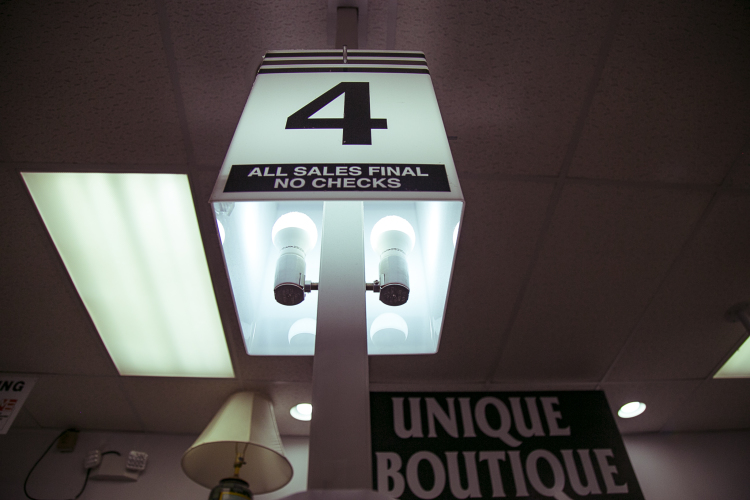 4
ALL SALES FINAL
NO CHECKS
UNIQUE
BOUTIQUE